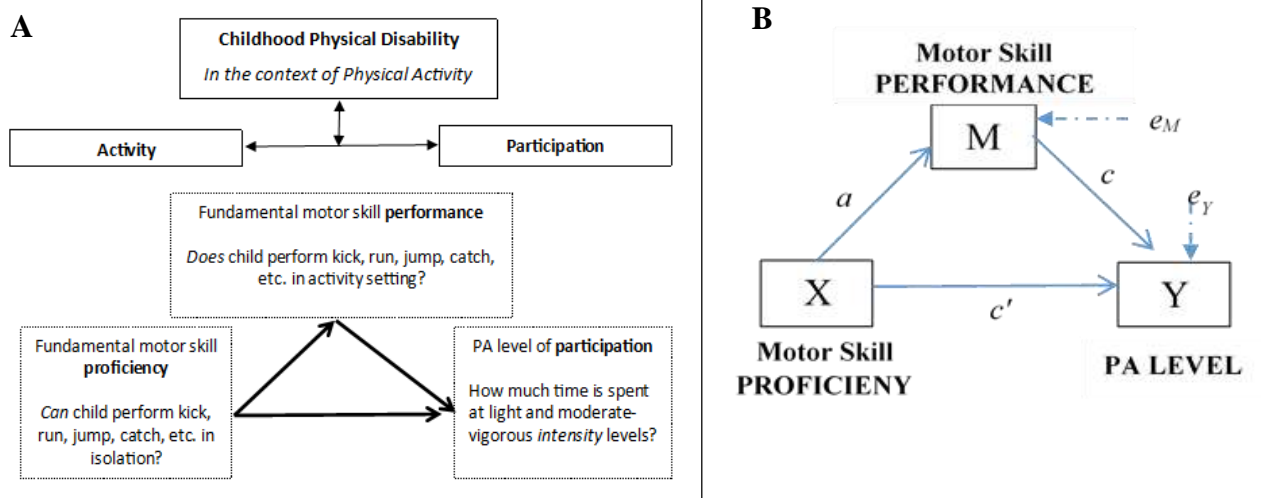 A
Childhood Physical Disability
In the context of Physical Activity
Activity
Participation
Fundamental motor skill performance
Does child perform kick, run, jump, catch,
etc. in activity setting?
Fundamental motor skill
proficiency
Can child perform kick,
run, jump, catch, etc. in
isolation?
PA level of participation
How much time is spent
at light and moderate-
vigorous intensity levels?
B
Motor Skill
PERFORMANCE
M
eM
a
c
eY
X
c′
Y
Motor Skill
PROFICIENY
PA LEVEL